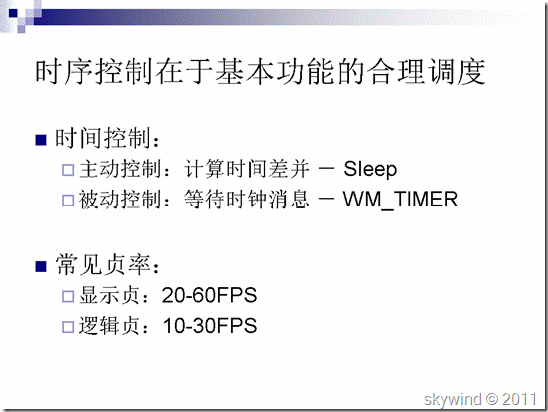 时序控制在于基本功能的合理调度
时间控制：
主动控制：计算时间差并 － Sleep
被动控制：等待时钟消息 － WM_TIMER
常见贞率：
显示贞：20-60FPS
逻辑贞：10-30FPS
skywind © 2011